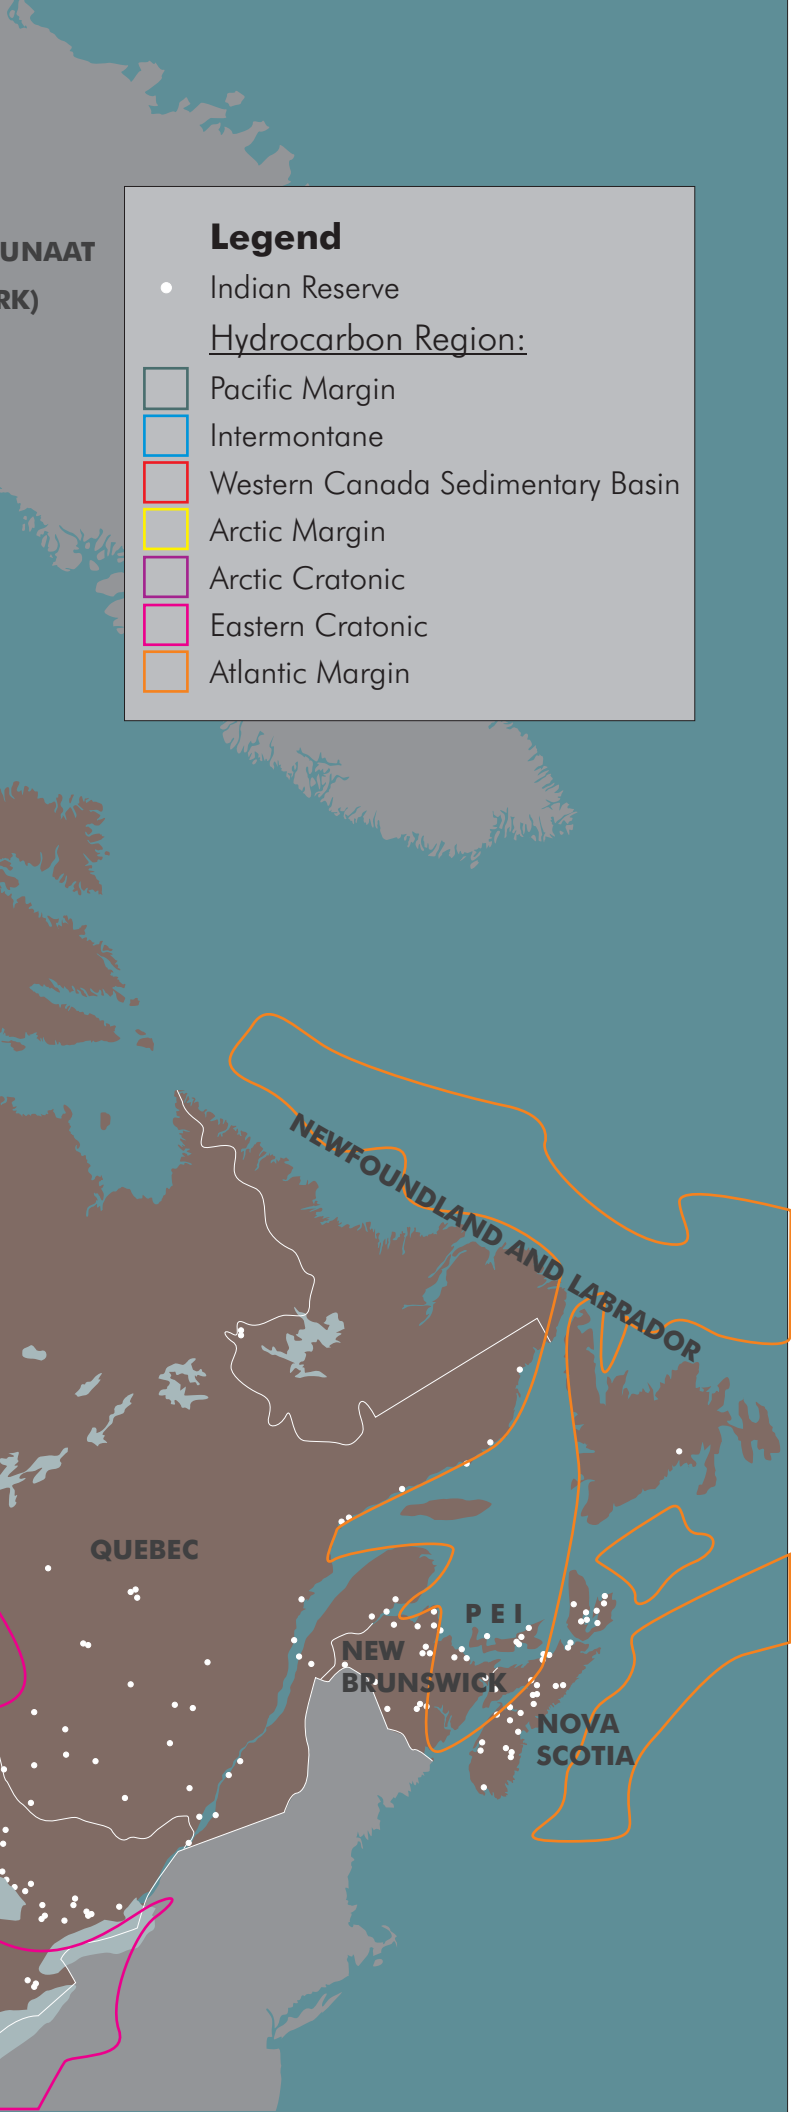 UNAAT
RK)
Legend
Indian Reserve
Hydrocarbon Region:
Pacific Margin
Intermontane
Western Canada Sedimentary Basin
Arctic Margin
Arctic Cratonic
Eastern Cratonic
Atlantic Margin
NEWFOUNDLAND AND LABRADOR
QUEBEC
PEI
NEW
BRUNSWICK
NOVA
SCOTIA